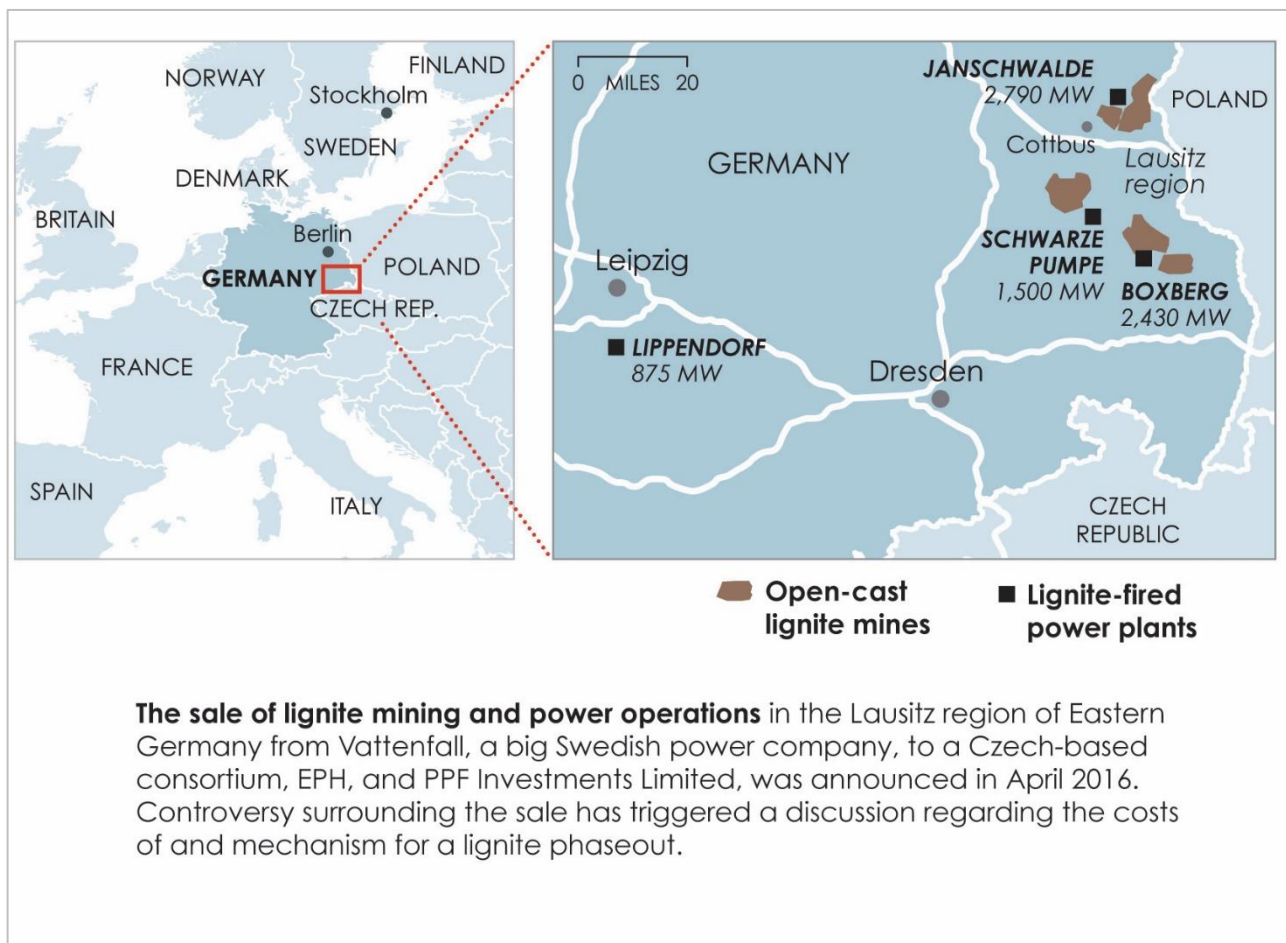 NORWAY
FINLAND
Stockholm
SWEDEN
DENMARK
BRITAIN
Berlin
GERMANY
POLAND
CZECH REP.
FRANCE
SPAIN
ITALY
0 MILES 20
JANSCHWALDE
2,790 MW
POLAND
Cottbus
GERMANY
Lausitz
region
SCHWARZE
PUMPE
1,500 MW
BOXBERG
2,430 MW
Leipzig
LIPPENDORF
875 MW
Dresden
CZECH
REPUBLIC
Open-cast
lignite mines
Lignite-fired
power plants
The sale of lignite mining and power operations in the Lausitz region of Eastern
Germany from Vattenfall, a big Swedish power company, to a Czech-based
consortium, EPH, and PPF Investments Limited, was announced in April 2016.
Controversy surrounding the sale has triggered a discussion regarding the costs
of and mechanism for a lignite phaseout.